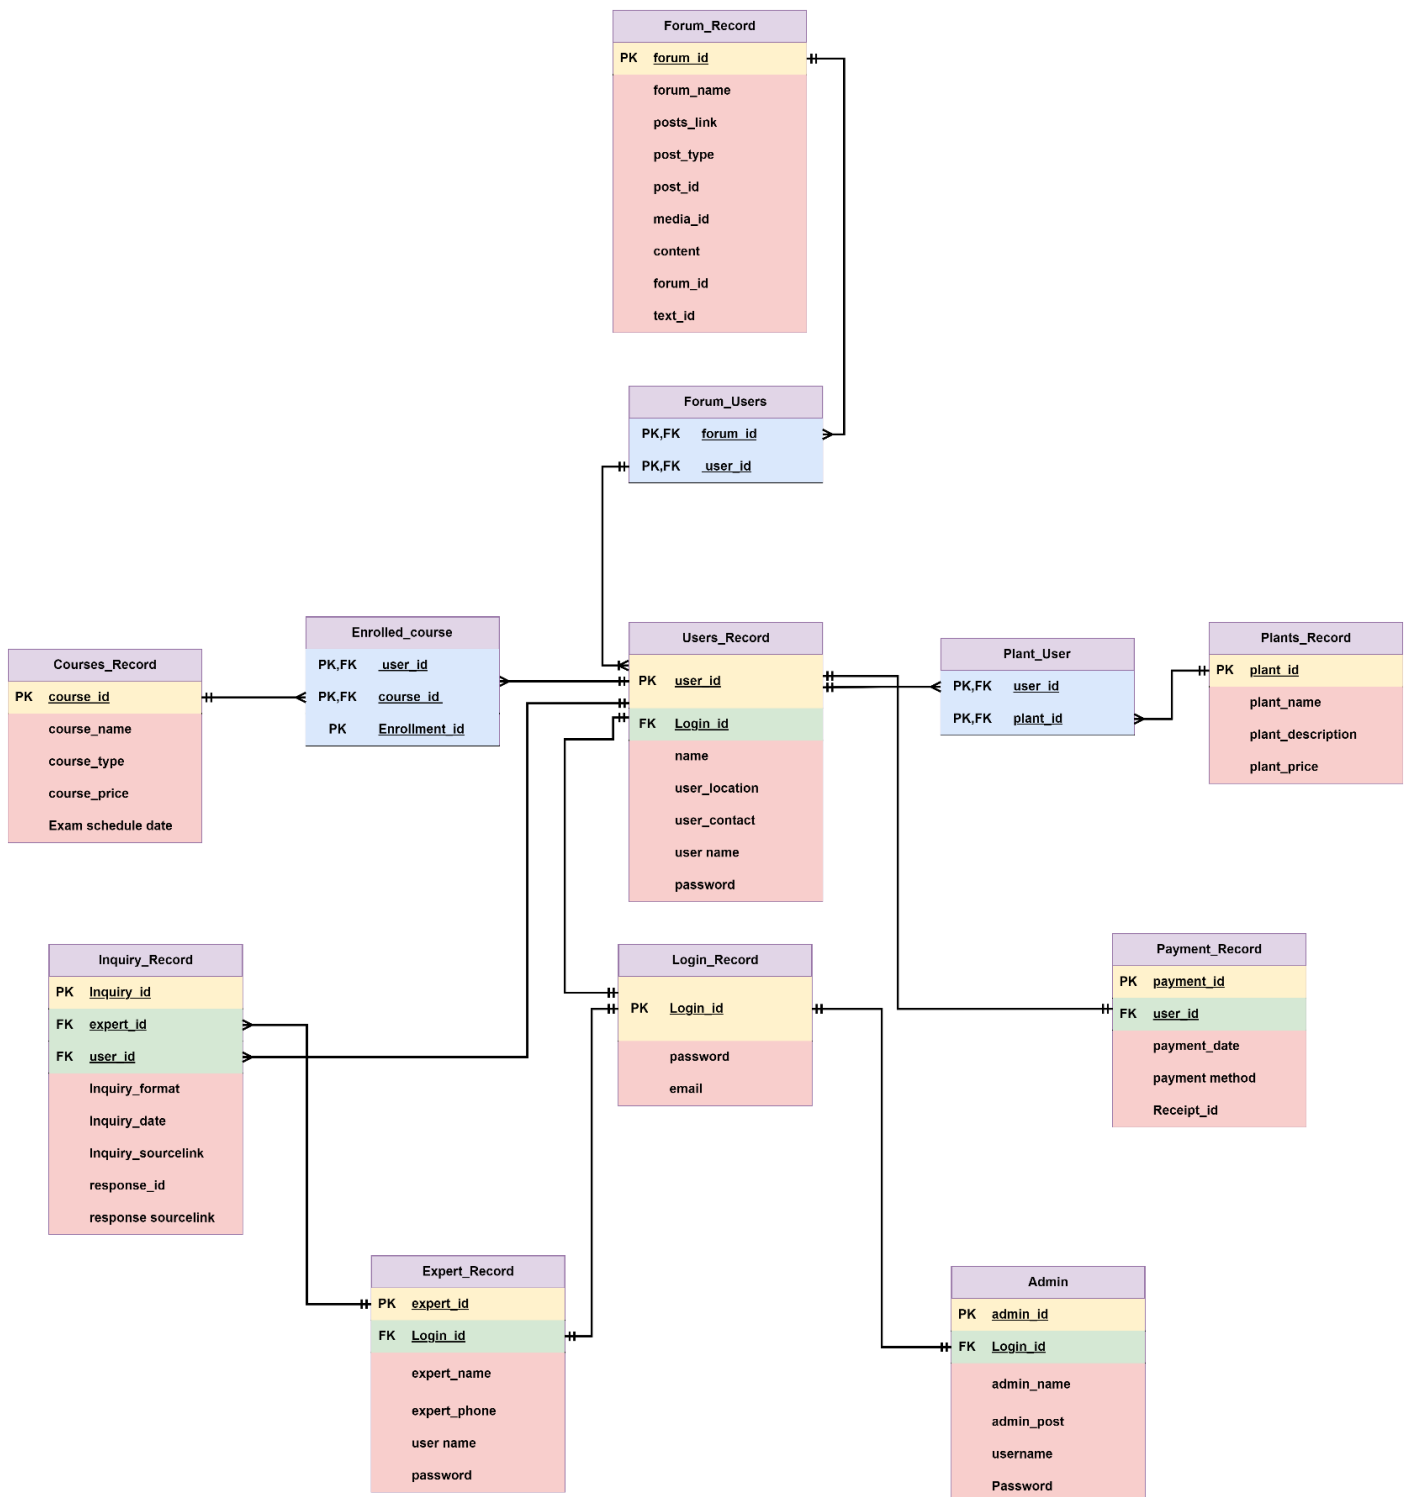 Forum_Record
PK forum_id
forum_name
posts_link
post_type
post_id
media_id
content
forum_id
text_id
Forum_Users
PK,FK forum_id
PK,FK user_id
Enrolled_course
PK,FK user_id
PK,FK course_id
PK Enrollment_id
Courses_Record
PK course_id
course_name
course_type
course_price
Exam schedule date
Users_Record
PK user_id
FK Login_id
name
user_location
user_contact
user name
password
Plant_User
PK,FK user_id
PK,FK plant_id
Plants_Record
PK plant_id
plant_name
plant_description
plant_price
Inquiry_Record
PK Inquiry_id
FK expert_id
FK user_id
Inquiry_format
Inquiry_date
Inquiry_sourcelink
response_id
response sourcelink
Login_Record
PK Login_id
password
email
Payment_Record
PK payment_id
FK user_id
payment_date
payment method
Receipt_id
Expert_Record
PK expert_id
FK Login_id
expert_name
expert_phone
user name
password
Admin
PK admin_id
FK Login_id
admin_name
admin_post
username
Password